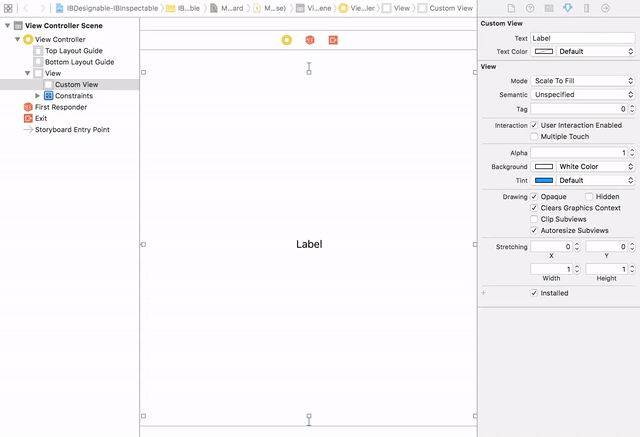 IBDesignable-IBInspectable
IB...ble
M...ard
M...se)
Vi...ene
Vie...ler
View
Custom View
View Controller Scene
View Controller
Top Layout Guide
Bottom Layout Guide
View
Custom View
Constraints
First Responder
Exit
Storyboard Entry Point
Label
Custom View
Text Label
Text Color Default
View
Mode Scale To Fill
Semantic Unspecified
Tag 0
Interaction User Interaction Enabled
Multiple Touch
Alpha 1
Background White Color
Tint Default
Drawing Opaque Hidden
Clears Graphics Context
Clip Subviews
Autoresize Subviews
Stretching 0 0
X Y
1 1
Width Height
+ Installed